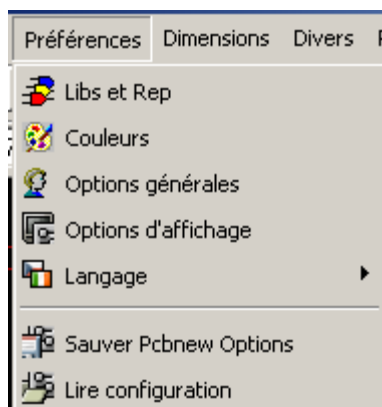 Préférences Dimensions Divers
Libs et Rep
Couleurs
Options générales
Options d'affichage
Langage
Sauver Pcbnew Options
Lire configuration